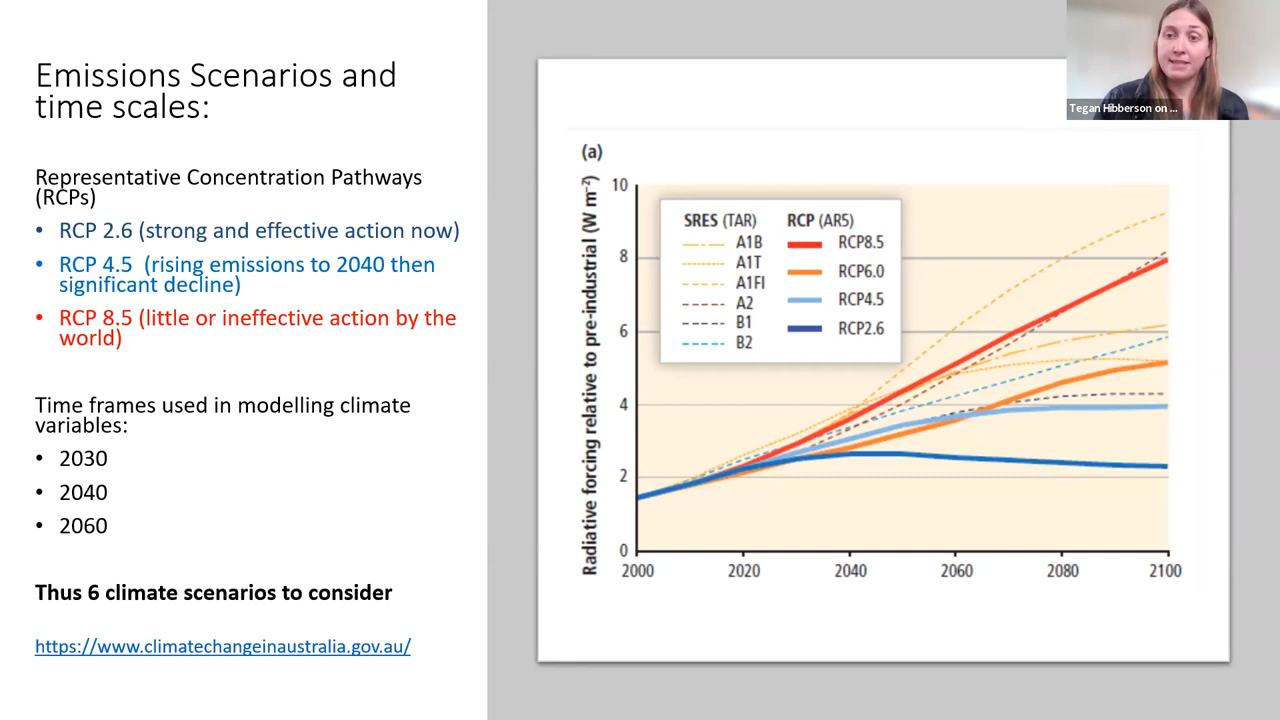 Emissions Scenarios and
time scales:
Representative Concentration Pathways
(RCPs)
• RCP 2.6 (strong and effective action now)
• RCP 4.5 (rising emissions to 2040 then
significant decline)
• RCP 8.5 (little or ineffective action by the
world)
Time frames used in modelling climate
variables:
• 2030
• 2040
• 2060
Thus 6 climate scenarios to consider
https://www.climatechangeinaustralia.gov.au/
Tegan Hibberson on ...
(a)
Radiative forcing relative to pre-industrial (W m⁻²)
10
8
6
4
2
0
SRES (TAR)
A1B
A1T
A1FI
A2
B1
B2
RCP (AR5)
RCP8.5
RCP6.0
RCP4.5
RCP2.6
2000 2020 2040 2060 2080 2100